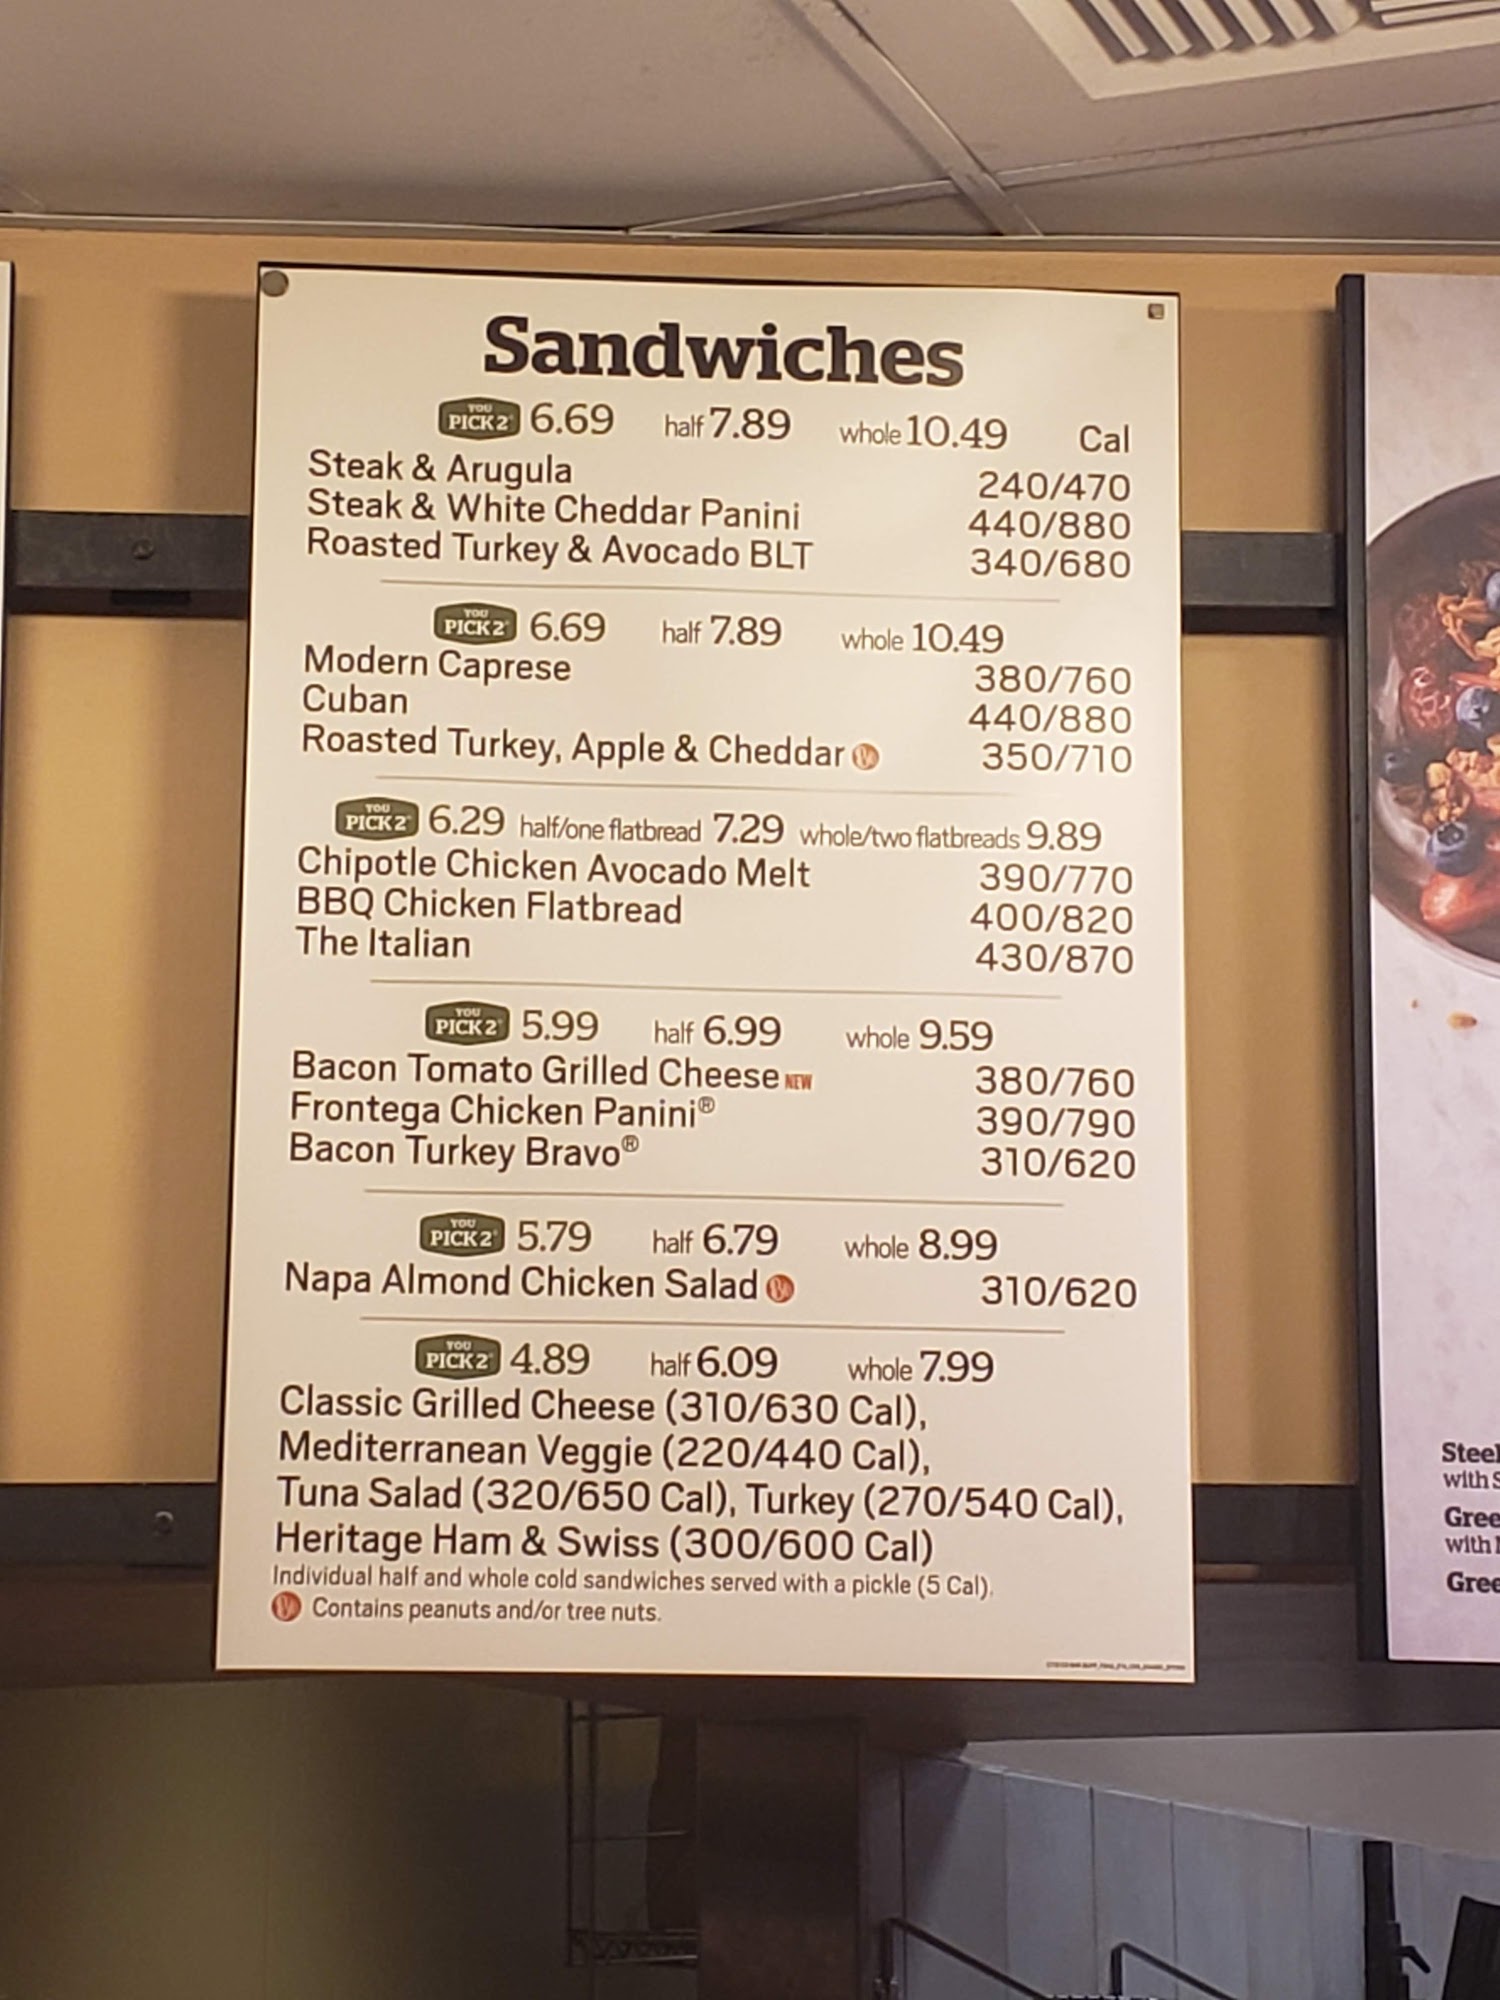 Sandwiches
YOU PICK 2 6.69 half 7.89 whole 10.49 Cal
Steak & Arugula 240/470
Steak & White Cheddar Panini 440/880
Roasted Turkey & Avocado BLT 340/680
YOU PICK 2 6.69 half 7.89 whole 10.49
Modern Caprese 380/760
Cuban 440/880
Roasted Turkey, Apple & Cheddar 350/710
YOU PICK 2 6.29 half/one flatbread 7.29 whole/two flatbreads 9.89
Chipotle Chicken Avocado Melt 390/770
BBQ Chicken Flatbread 400/820
The Italian 430/870
YOU PICK 2 5.99 half 6.99 whole 9.59
Bacon Tomato Grilled Cheese NEW 380/760
Frontega Chicken Panini® 390/790
Bacon Turkey Bravo® 310/620
YOU PICK 2 5.79 half 6.79 whole 8.99
Napa Almond Chicken Salad 310/620
YOU PICK 2 4.89 half 6.09 whole 7.99
Classic Grilled Cheese (310/630 Cal),
Mediterranean Veggie (220/440 Cal),
Tuna Salad (320/650 Cal), Turkey (270/540 Cal),
Heritage Ham & Swiss (300/600 Cal)
Individual half and whole cold sandwiches served with a pickle (5 Cal).
Contains peanuts and/or tree nuts.
Steel
with S
Gree
with
Gree